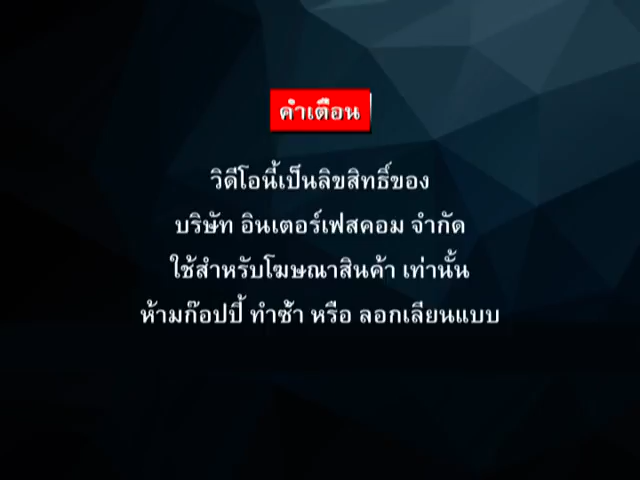 คำเตือน
วิดีโอนี้เป็นลิขสิทธิ์ของ
บริษัท อินเตอร์เฟสคอม จำกัด
ใช้สำหรับโฆษณาสินค้า เท่านั้น
ห้ามก๊อปปี้ ทำซ้ำ หรือ ลอกเลียนแบบ